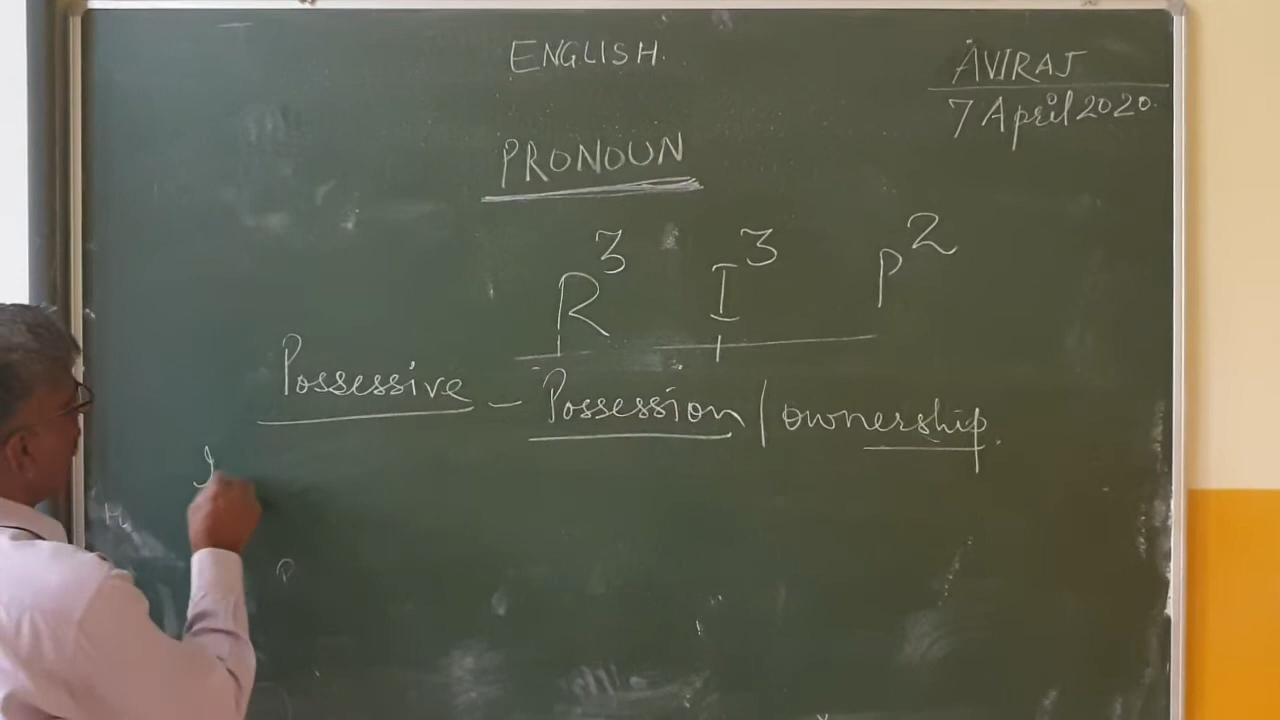 ENGLISH.
AVIRAJ
7 April 2020.
PRONOUN
R³ I³ P²
Possessive – Possession / ownership.
I
H
P